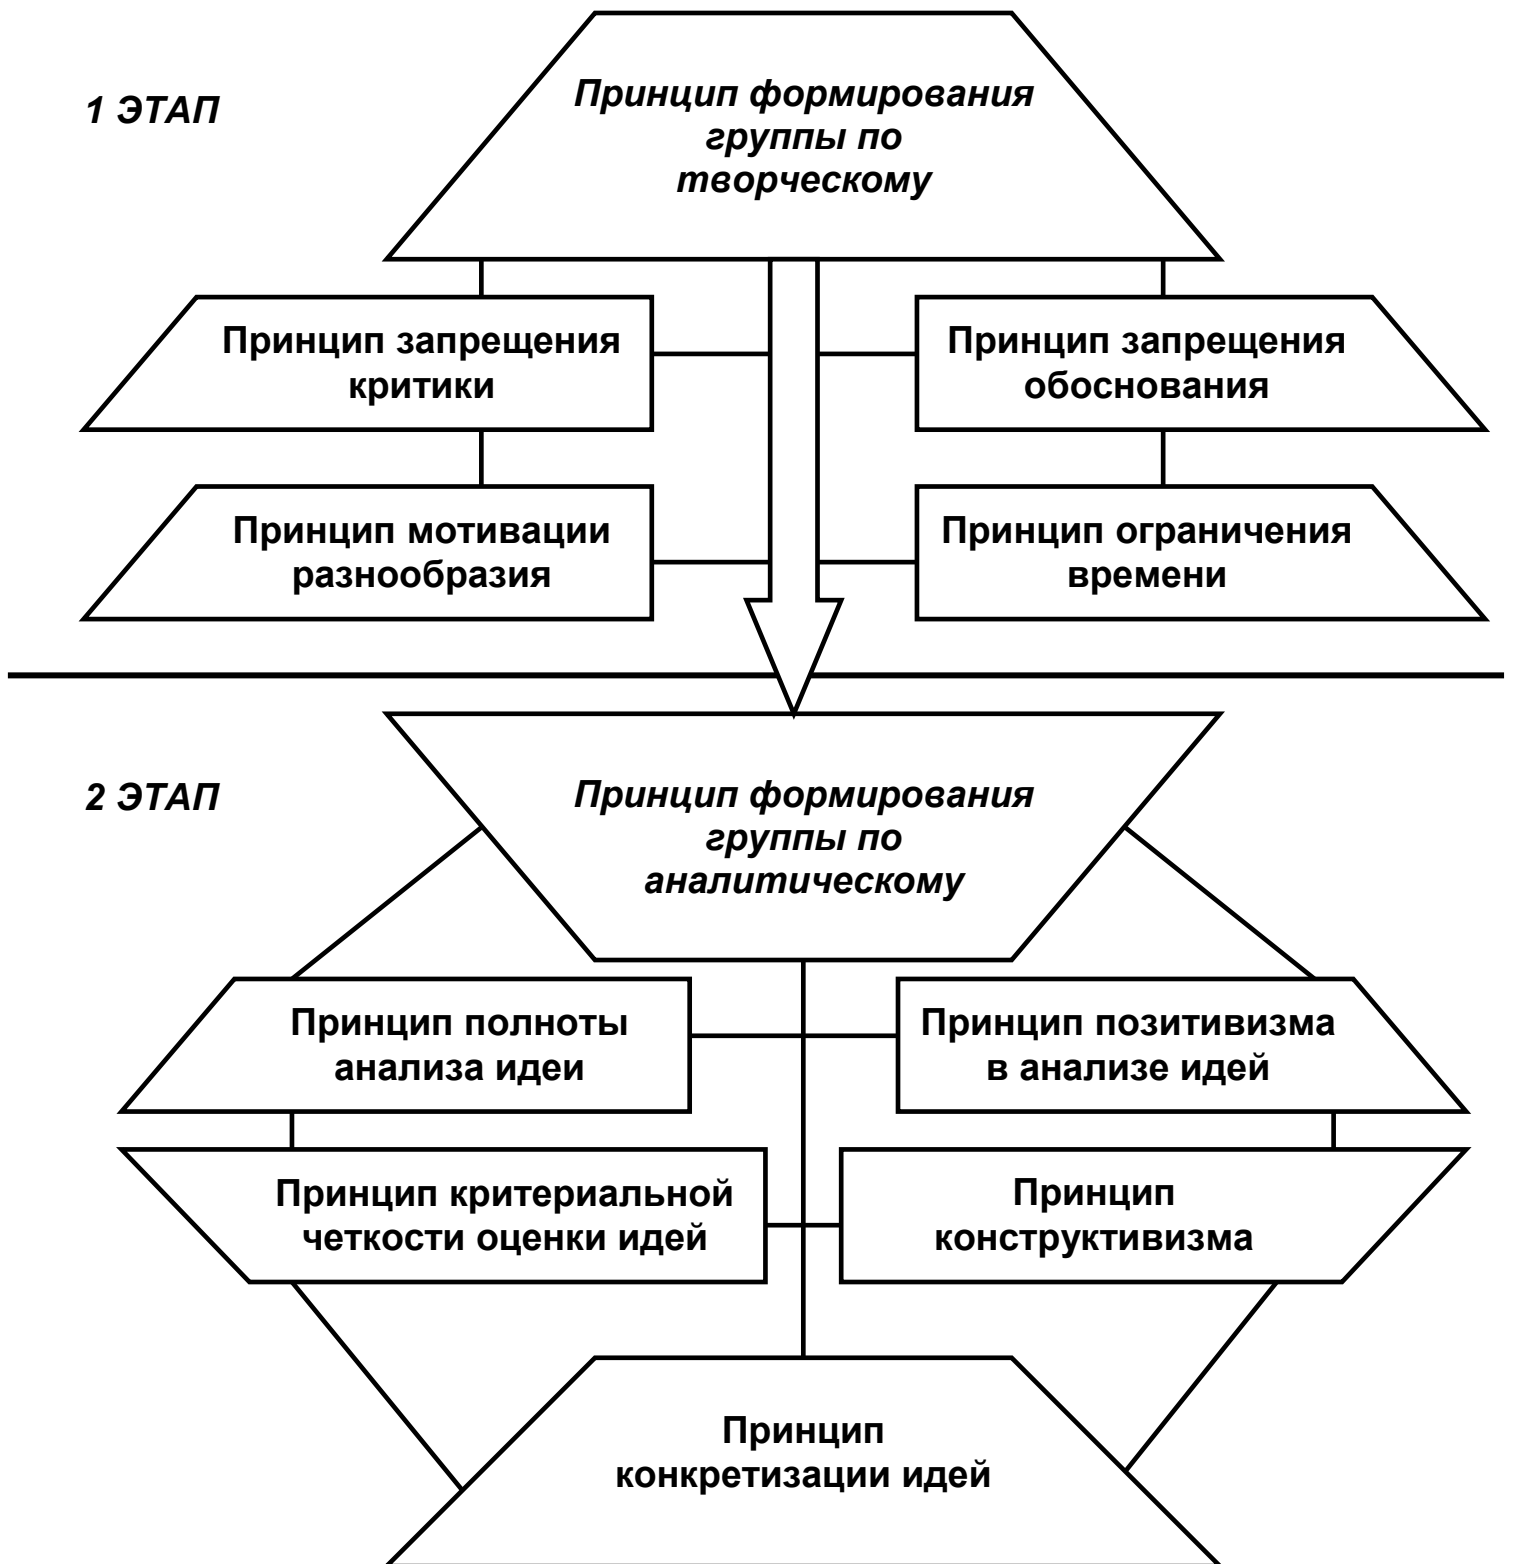 1 ЭТАП
Принцип формирования
группы по
творческому
Принцип запрещения
критики
Принцип запрещения
обоснования
Принцип мотивации
разнообразия
Принцип ограничения
времени
2 ЭТАП
Принцип формирования
группы по
аналитическому
Принцип полноты
анализа идеи
Принцип позитивизма
в анализе идей
Принцип критериальной
четкости оценки идей
Принцип
конструктивизма
Принцип
конкретизации идей